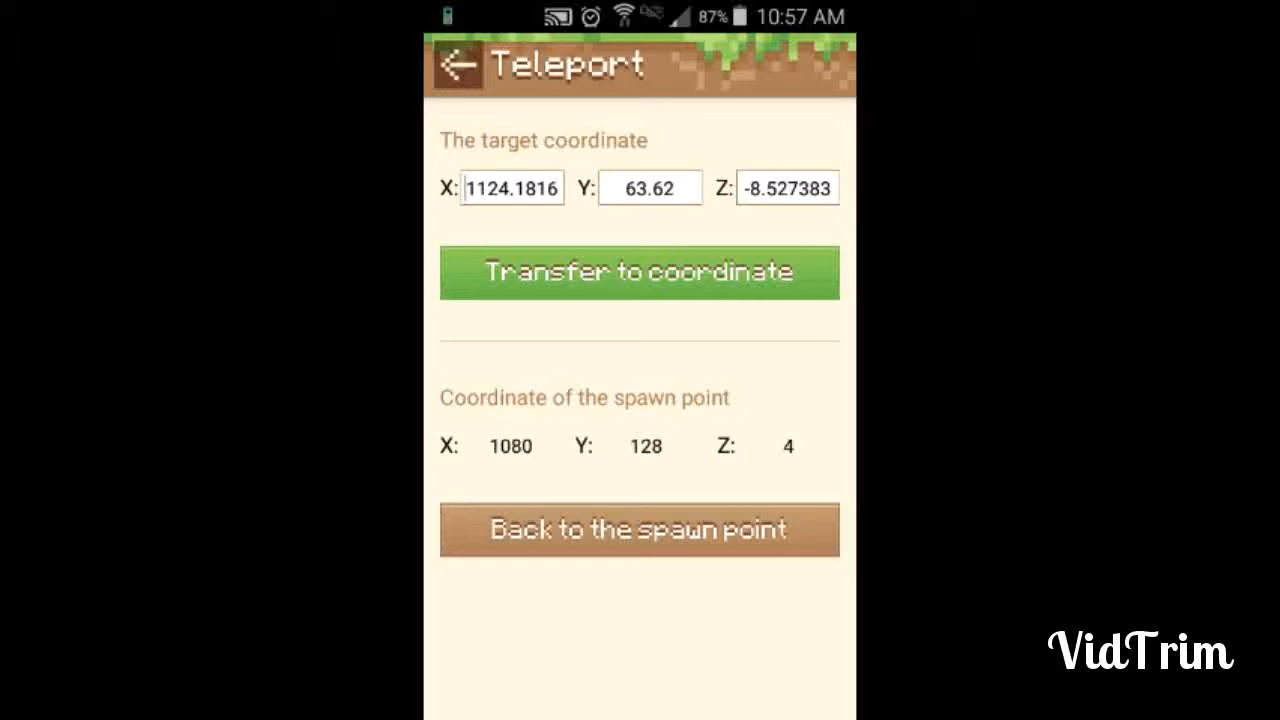 87% 10:57 AM
Teleport
The target coordinate
X: 1124.1816 Y: 63.62 Z: -8.527383
Transfer to coordinate
Coordinate of the spawn point
X: 1080 Y: 128 Z: 4
Back to the spawn point
VidTrim